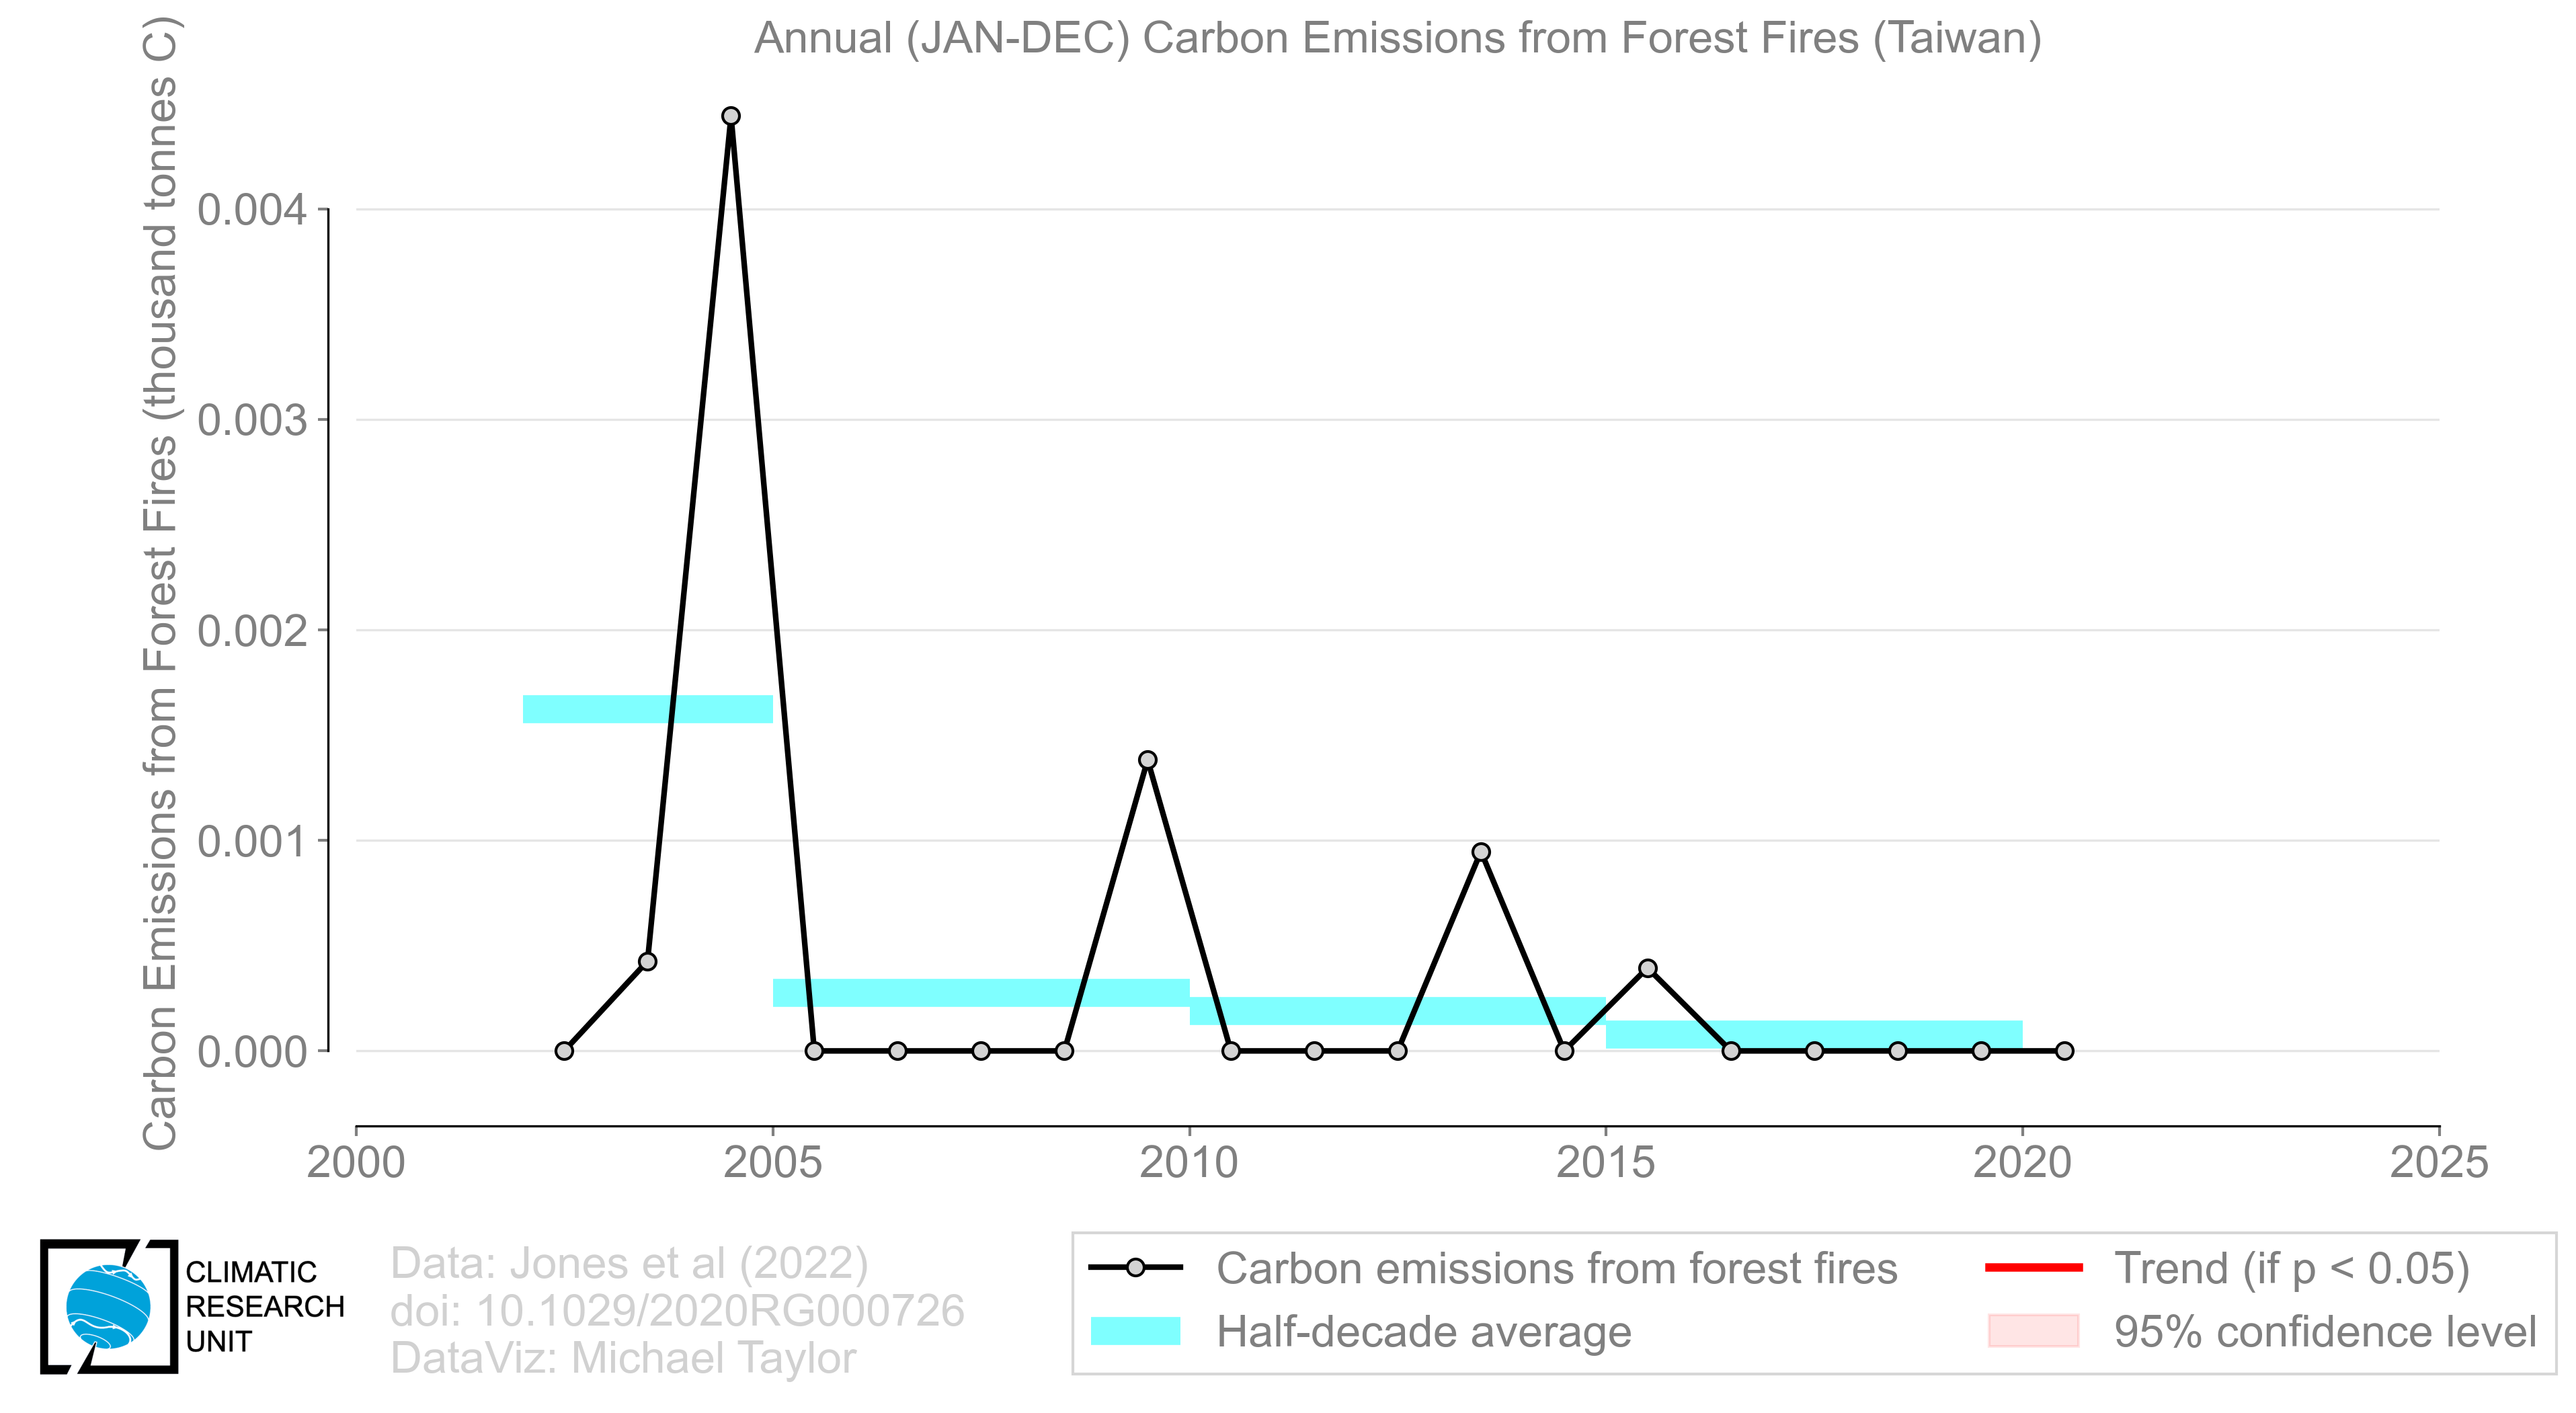 Annual (JAN-DEC) Carbon Emissions from Forest Fires (Taiwan)
Carbon Emissions from Forest Fires (thousand tonnes C)
0.004
0.003
0.002
0.001
0.000
2000 2005 2010 2015 2020 2025
CLIMATIC
RESEARCH
UNIT
Data: Jones et al (2022)
doi: 10.1029/2020RG000726
DataViz: Michael Taylor
Carbon emissions from forest fires
Half-decade average
Trend (if p < 0.05)
95% confidence level